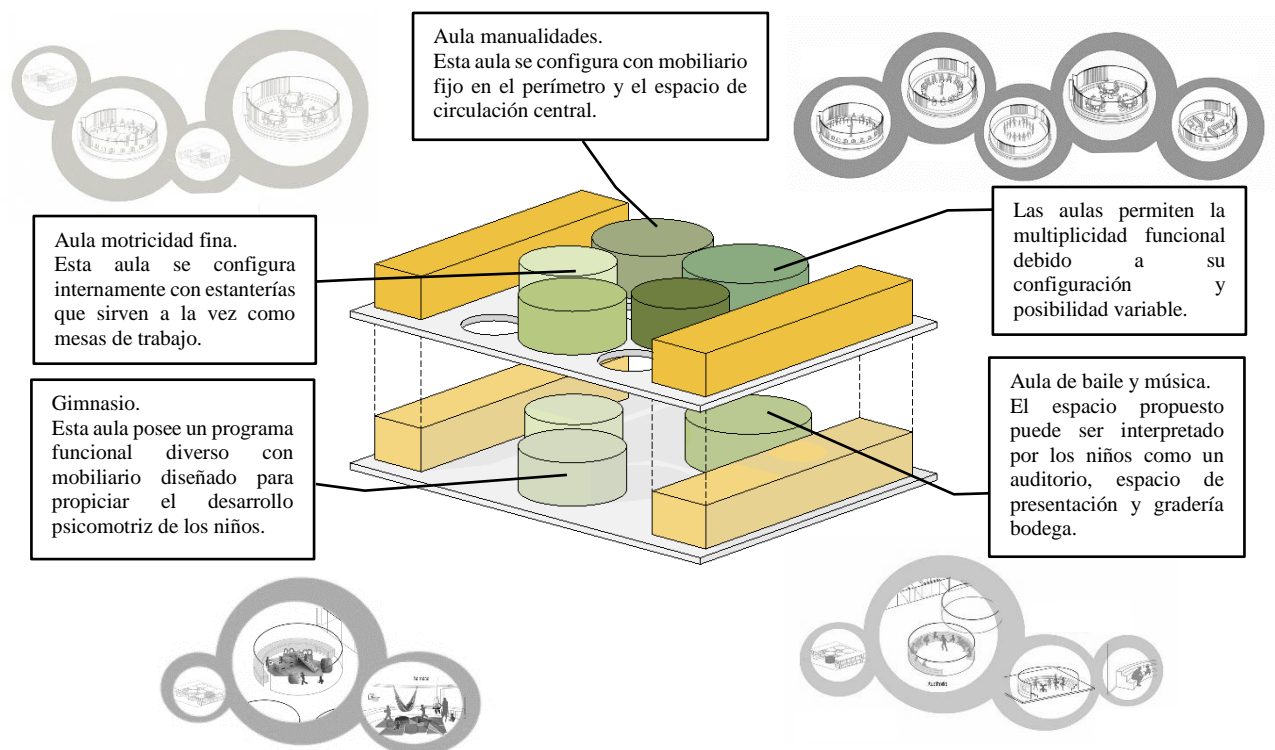 Aula manualidades.
Esta aula se configura con mobiliario
fijo en el perímetro y el espacio de
circulación central.
Aula motricidad fina.
Esta aula se configura
internamente con estanterías
que sirven a la vez como
mesas de trabajo.
Las aulas permiten la
multiplicidad funcional
debido a su
configuración y
posibilidad variable.
Gimnasio.
Esta aula posee un programa
funcional diverso con
mobiliario diseñado para
propiciar el desarrollo
psicomotriz de los niños.
Aula de baile y música.
El espacio propuesto
puede ser interpretado
por los niños como un
auditorio, espacio de
presentación y gradería
bodega.